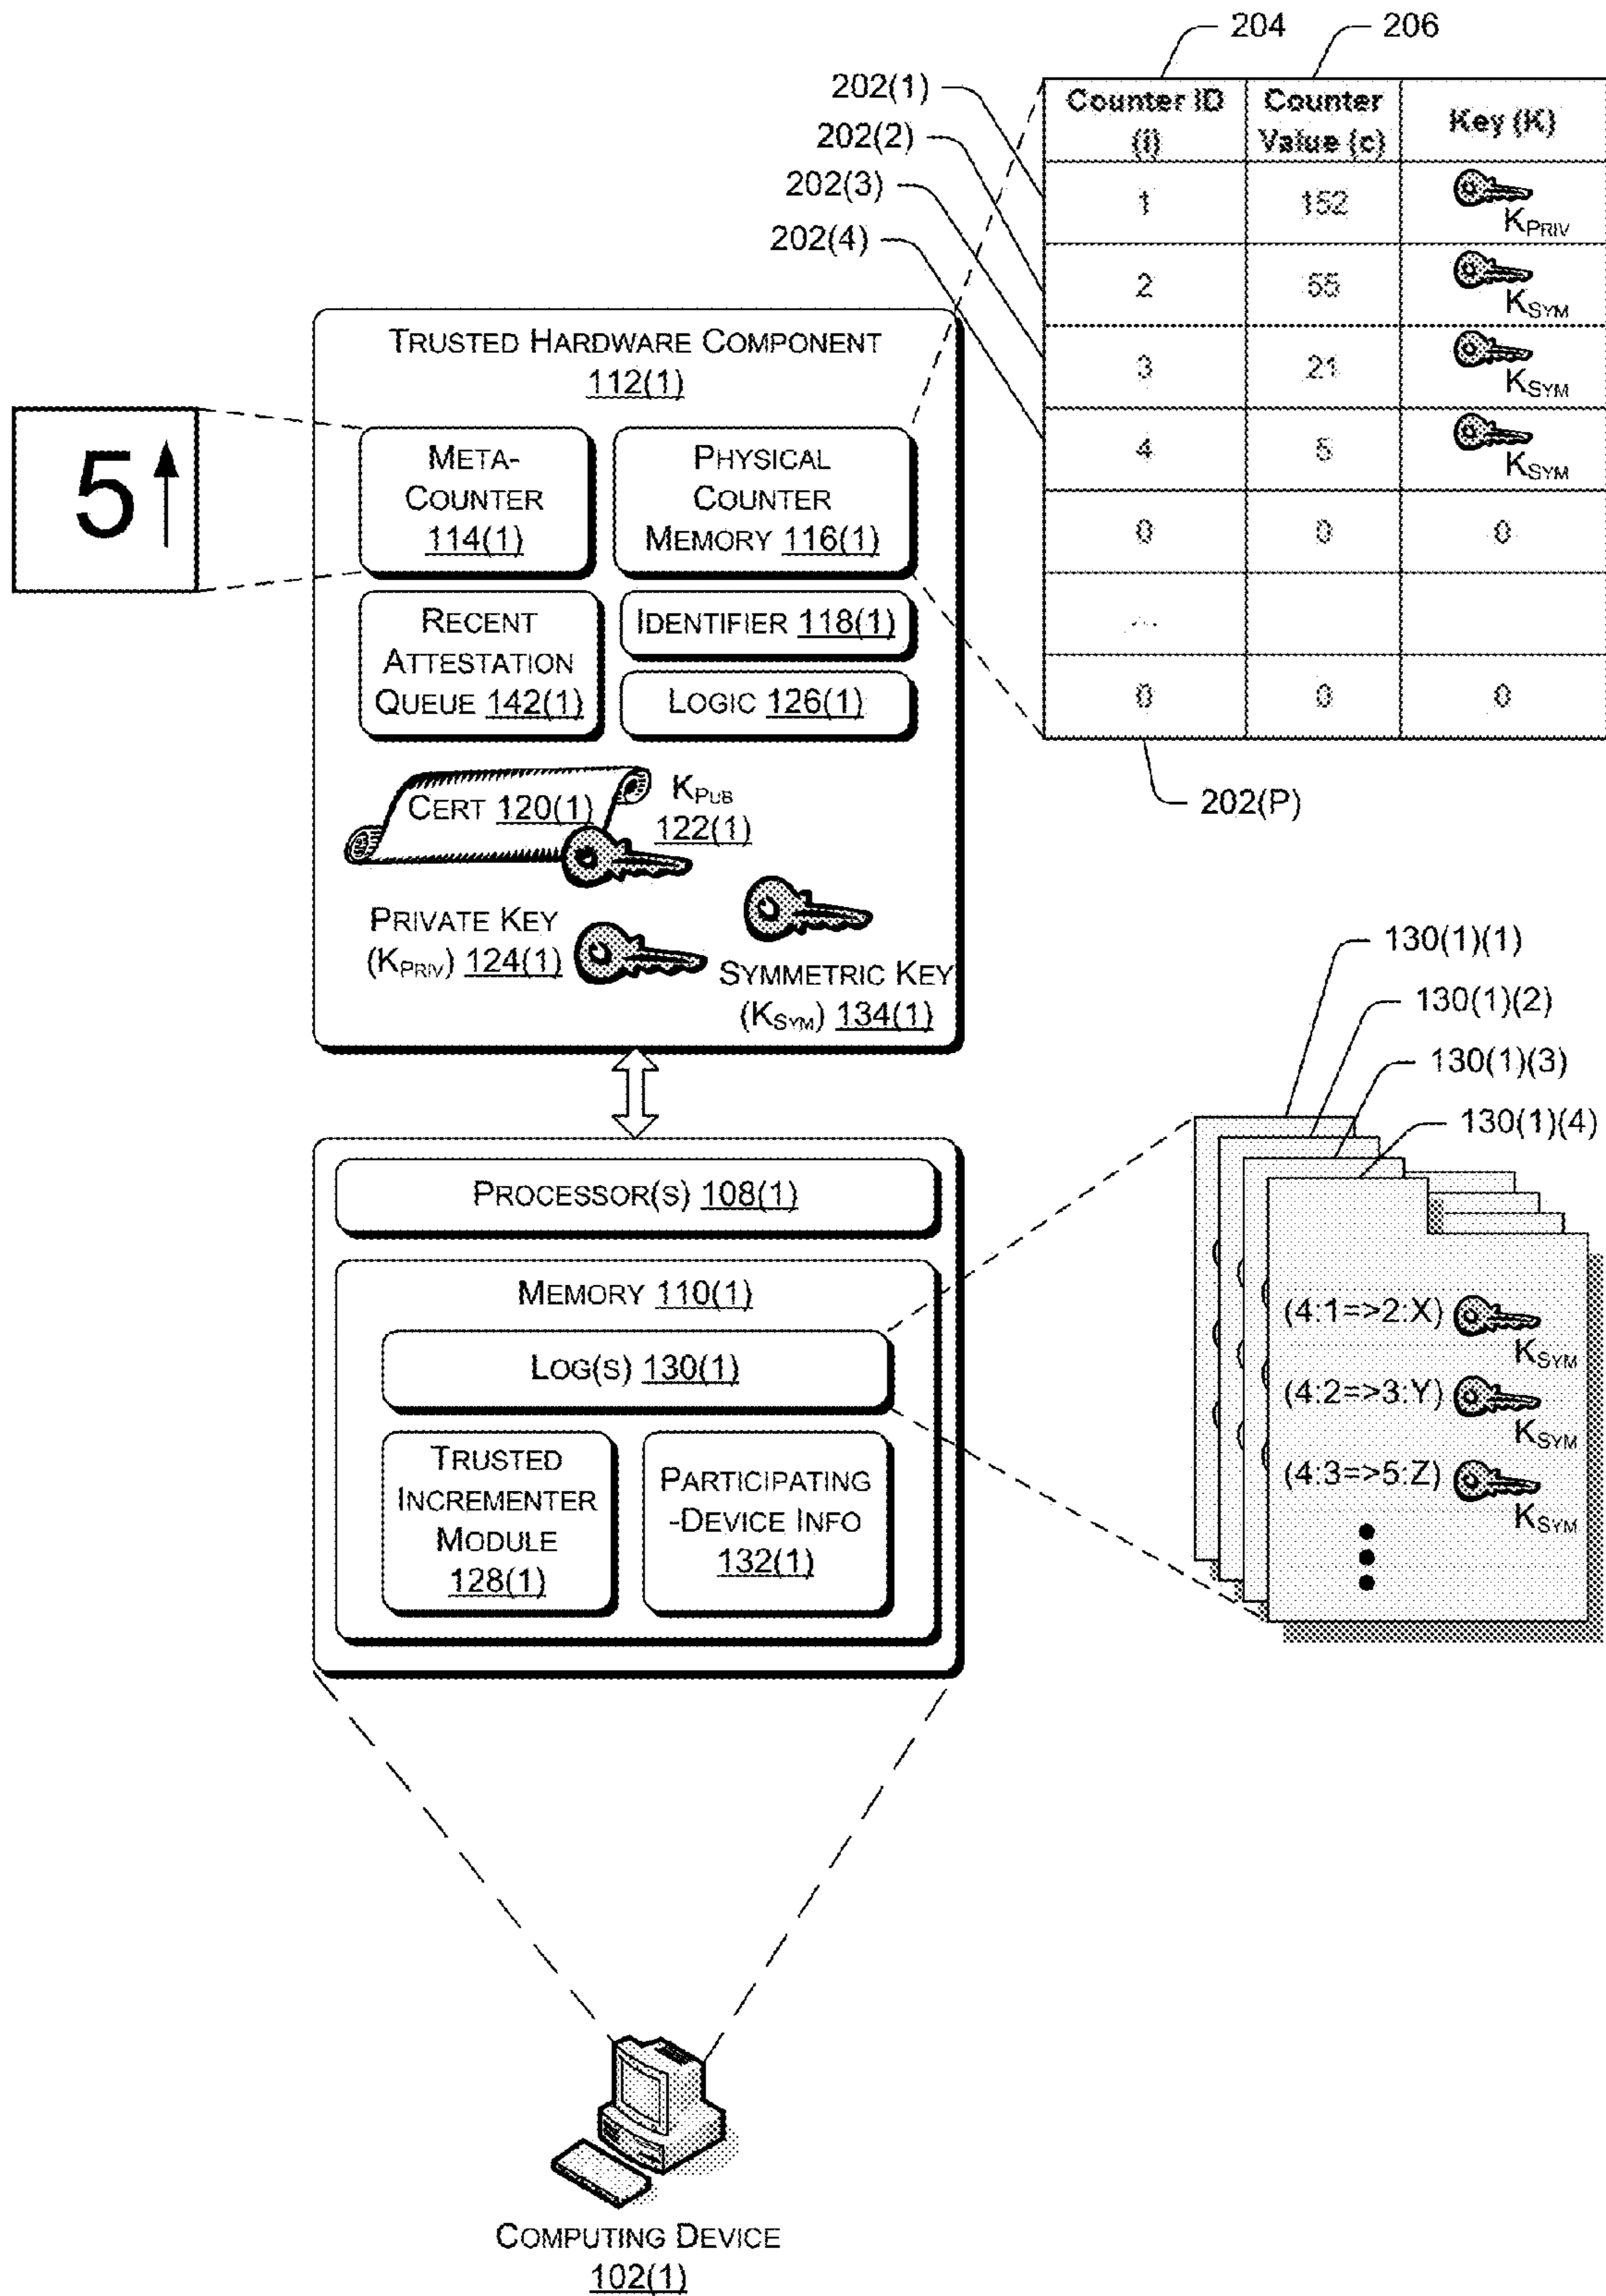 204
206
202(1)
202(2)
202(3)
202(4)
Counter ID (i)
Counter Value (c)
Key (K)
1 152 KPRIV
2 55 KSYM
3 21 KSYM
4 5 KSYM
0 0 0
...
0 0 0
202(P)
TRUSTED HARDWARE COMPONENT
112(1)
5
META-
COUNTER
114(1)
PHYSICAL
COUNTER
MEMORY 116(1)
RECENT
ATTESTATION
QUEUE 142(1)
IDENTIFIER 118(1)
LOGIC 126(1)
CERT 120(1)
KPUB
122(1)
PRIVATE KEY
(KPRIV) 124(1)
SYMMETRIC KEY
(KSYM) 134(1)
130(1)(1)
130(1)(2)
130(1)(3)
130(1)(4)
PROCESSOR(S) 108(1)
MEMORY 110(1)
LOG(S) 130(1)
TRUSTED
INCREMENTER
MODULE
128(1)
PARTICIPATING
-DEVICE INFO
132(1)
(4:1=>2:X) KSYM
(4:2=>3:Y) KSYM
(4:3=>5:Z) KSYM
COMPUTING DEVICE
102(1)